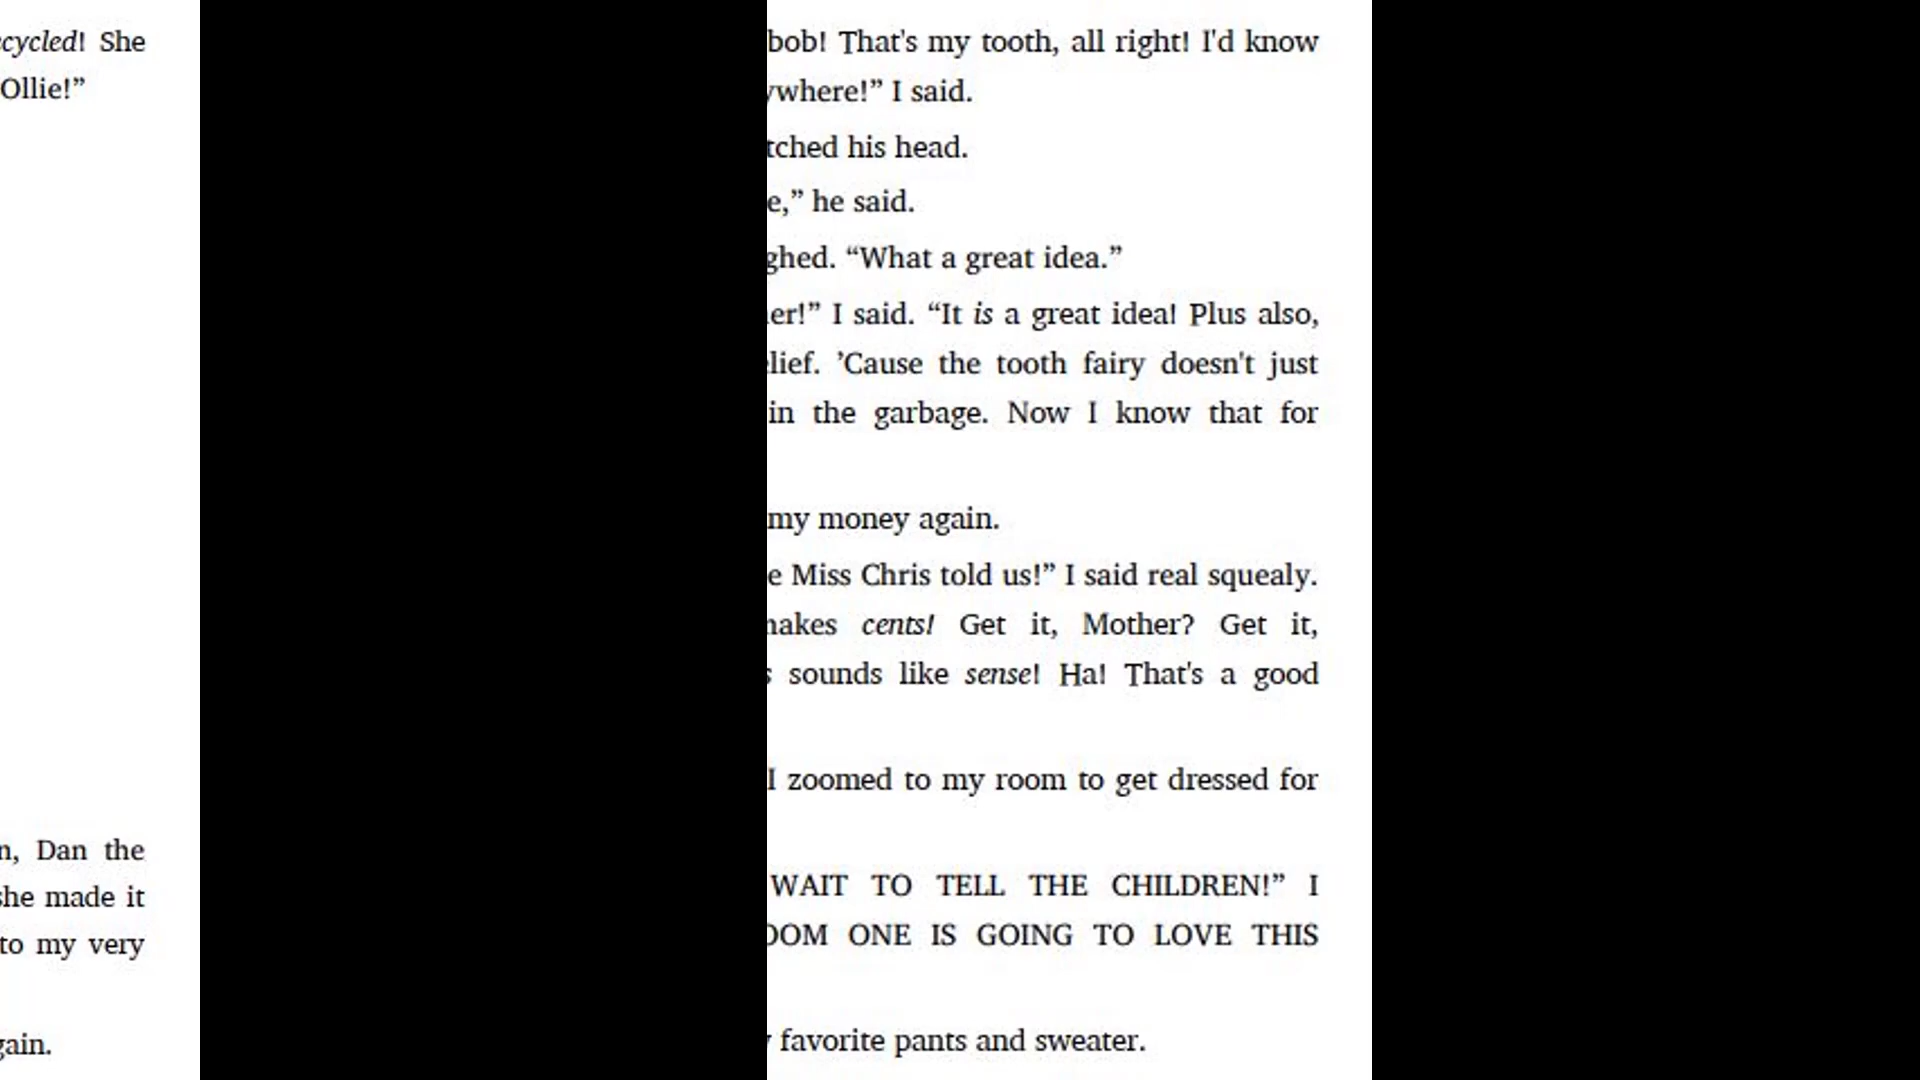 cycled! She
Ollie!”
n, Dan the
she made it
to my very
gain.
bob! That's my tooth, all right! I'd know
ywhere!” I said.
tched his head.
e,” he said.
ghed. “What a great idea.”
er!” I said. “It is a great idea! Plus also,
lief. ’Cause the tooth fairy doesn't just
in the garbage. Now I know that for
my money again.
e Miss Chris told us!” I said real squealy.
makes cents! Get it, Mother? Get it,
s sounds like sense! Ha! That's a good
I zoomed to my room to get dressed for
WAIT TO TELL THE CHILDREN!” I
OOM ONE IS GOING TO LOVE THIS
favorite pants and sweater.